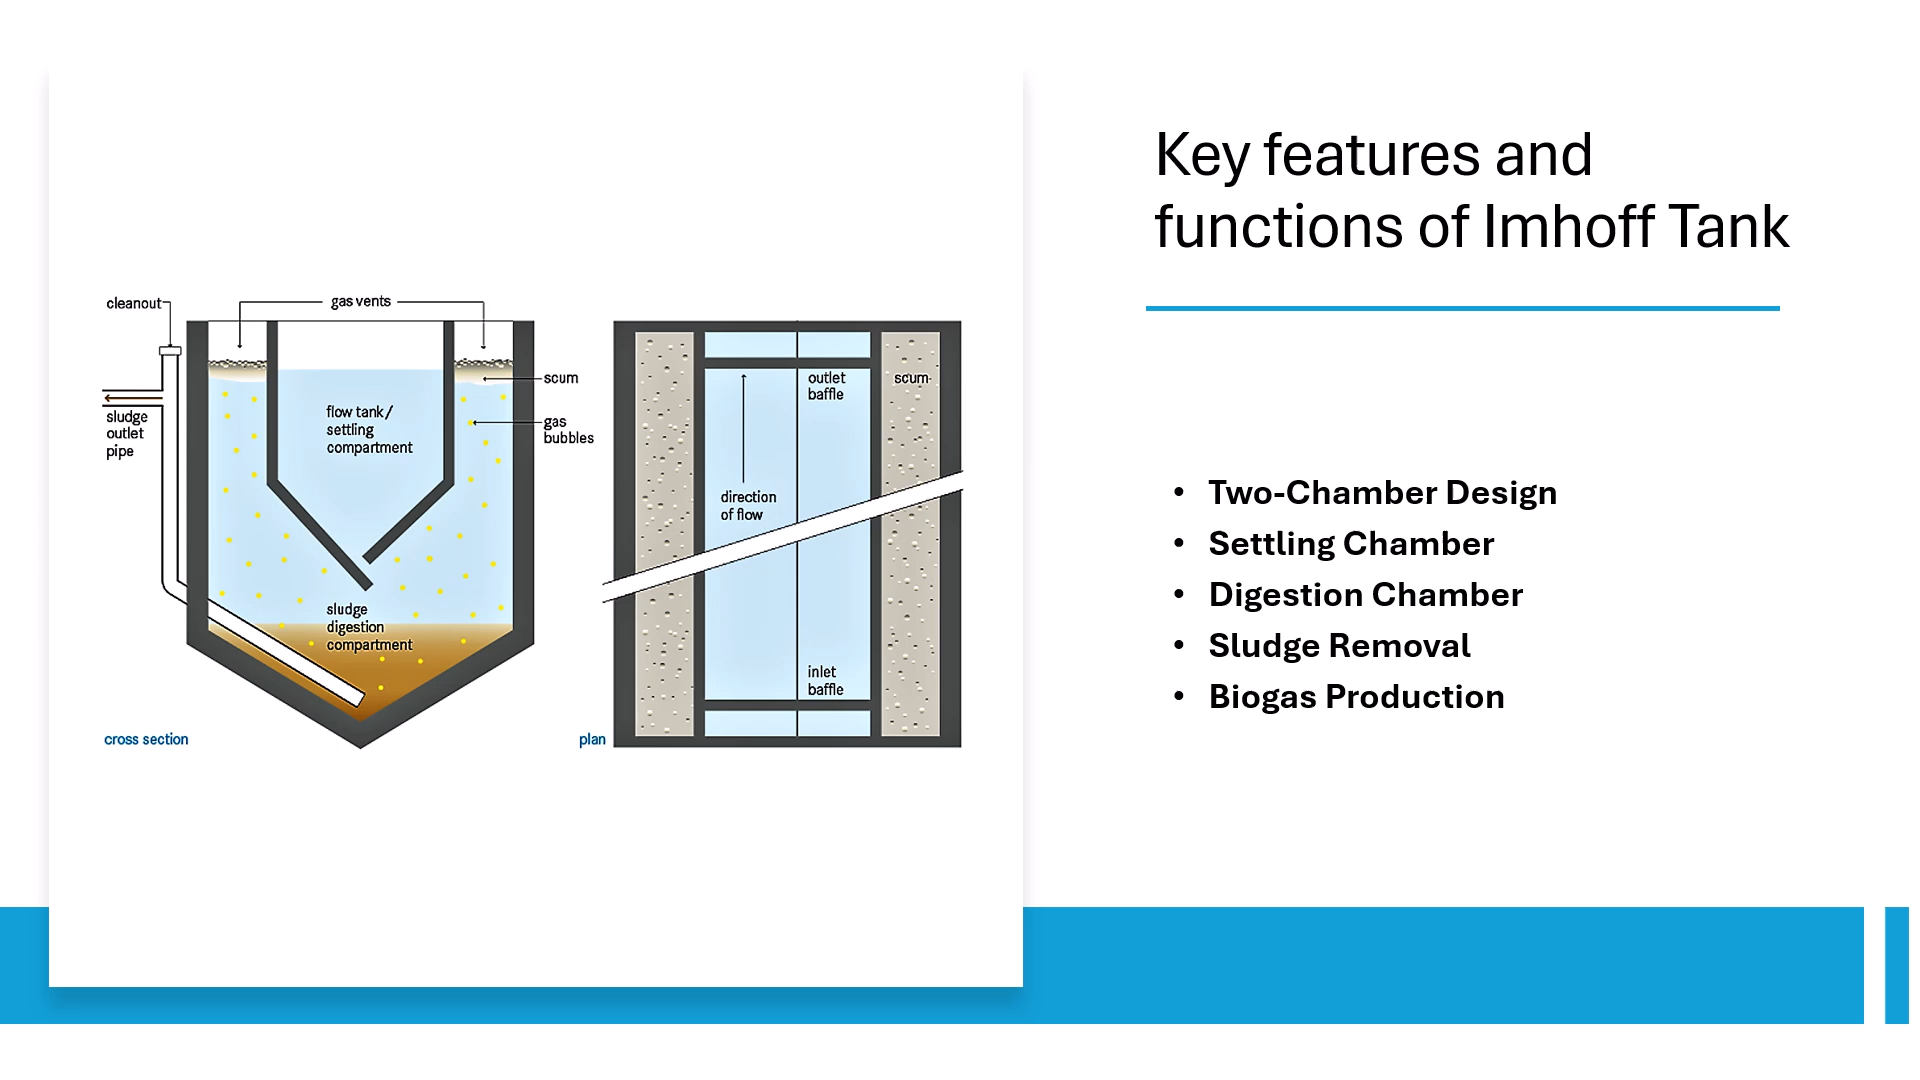 Key features and
functions of Imhoff Tank
cleanout
gas vents
scum
gas
bubbles
flow tank/
settling
compartment
sludge
outlet
pipe
sludge
digestion
compartment
cross section
outlet
baffle
scum
direction
of flow
inlet
baffle
plan
• Two-Chamber Design
• Settling Chamber
• Digestion Chamber
• Sludge Removal
• Biogas Production